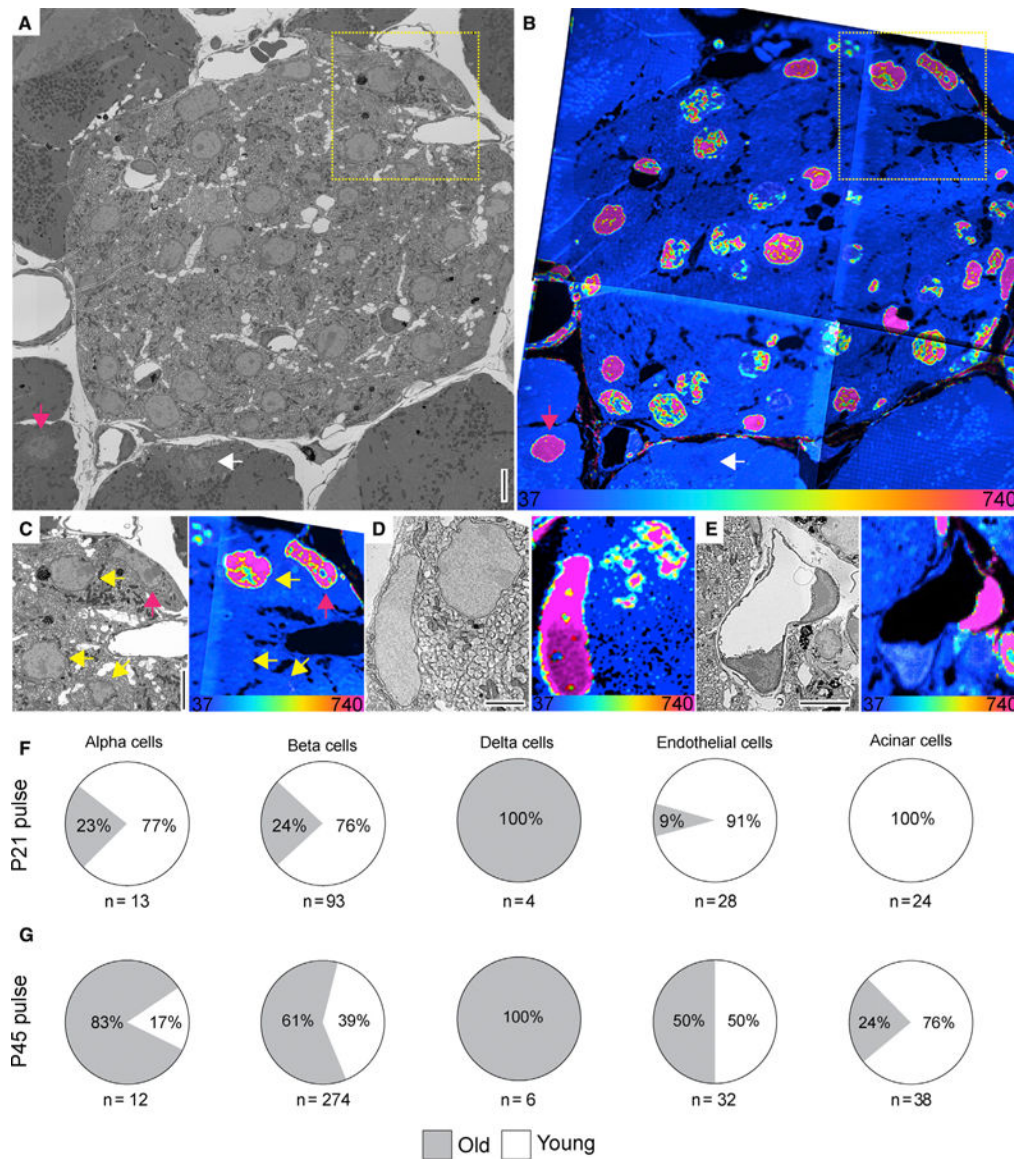 A
B
37 740
C
D
E
37 740
37 740
37 740
F
Alpha cells Beta cells Delta cells Endothelial cells Acinar cells
P21 pulse
23% 77% 24% 76% 100% 9% 91% 100%
n = 13 n = 93 n = 4 n = 28 n = 24
G
P45 pulse
83% 17% 61% 39% 100% 50% 50% 24% 76%
n = 12 n = 274 n = 6 n = 32 n = 38
Old Young